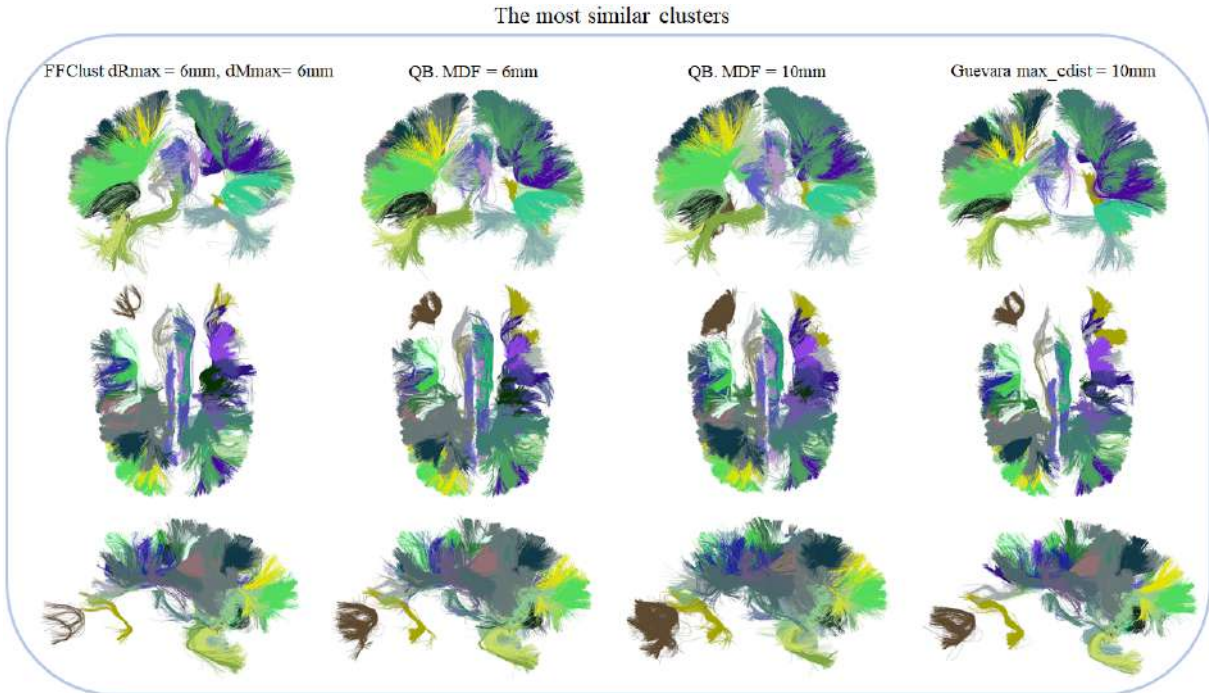 The most similar clusters
FFClust dRmax = 6mm, dMmax= 6mm
QB. MDF = 6mm
QB. MDF = 10mm
Guevara max_cdist = 10mm